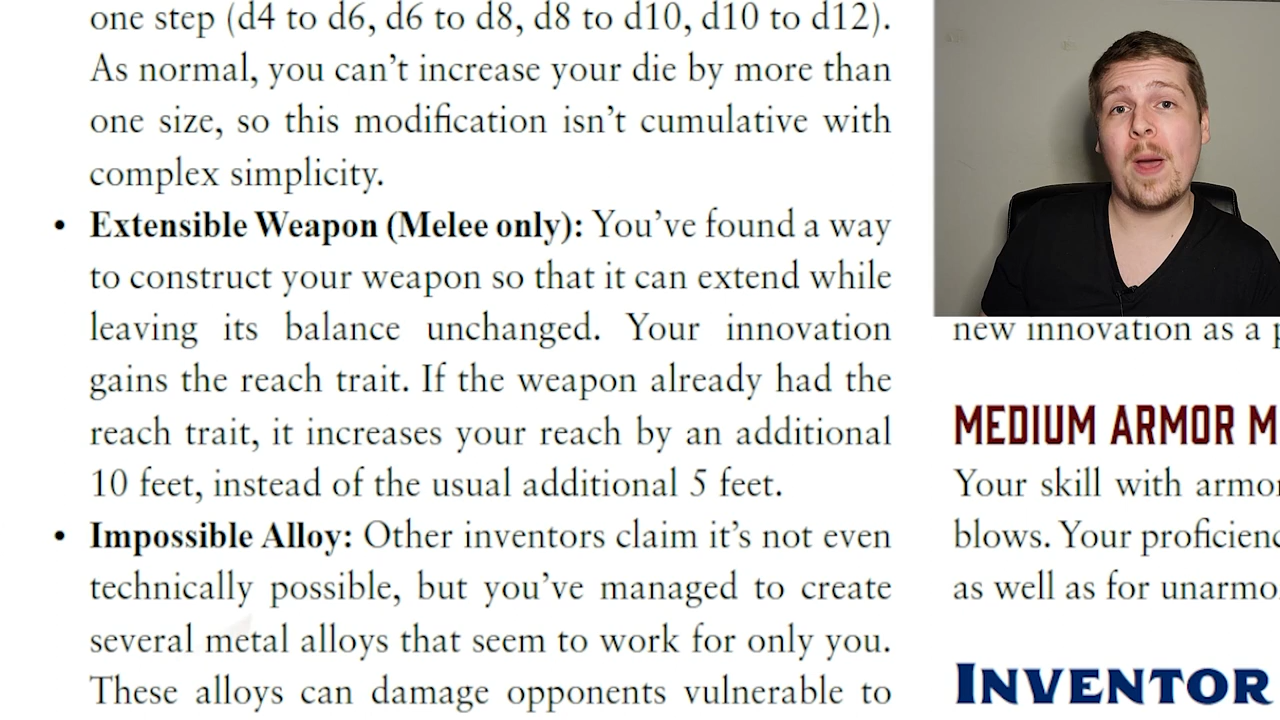 one step (d4 to d6, d6 to d8, d8 to d10, d10 to d12).
As normal, you can’t increase your die by more than
one size, so this modification isn’t cumulative with
complex simplicity.
• Extensible Weapon (Melee only): You’ve found a way
to construct your weapon so that it can extend while
leaving its balance unchanged. Your innovation
gains the reach trait. If the weapon already had the
reach trait, it increases your reach by an additional
10 feet, instead of the usual additional 5 feet.
• Impossible Alloy: Other inventors claim it’s not even
technically possible, but you’ve managed to create
several metal alloys that seem to work for only you.
These alloys can damage opponents vulnerable to
new innovation as a p
MEDIUM ARMOR M
Your skill with armor
blows. Your proficienc
as well as for unarmo
INVENTOR